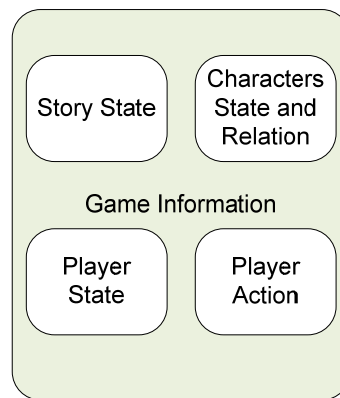 Story State
Characters
State and
Relation
Game Information
Player
State
Player
Action